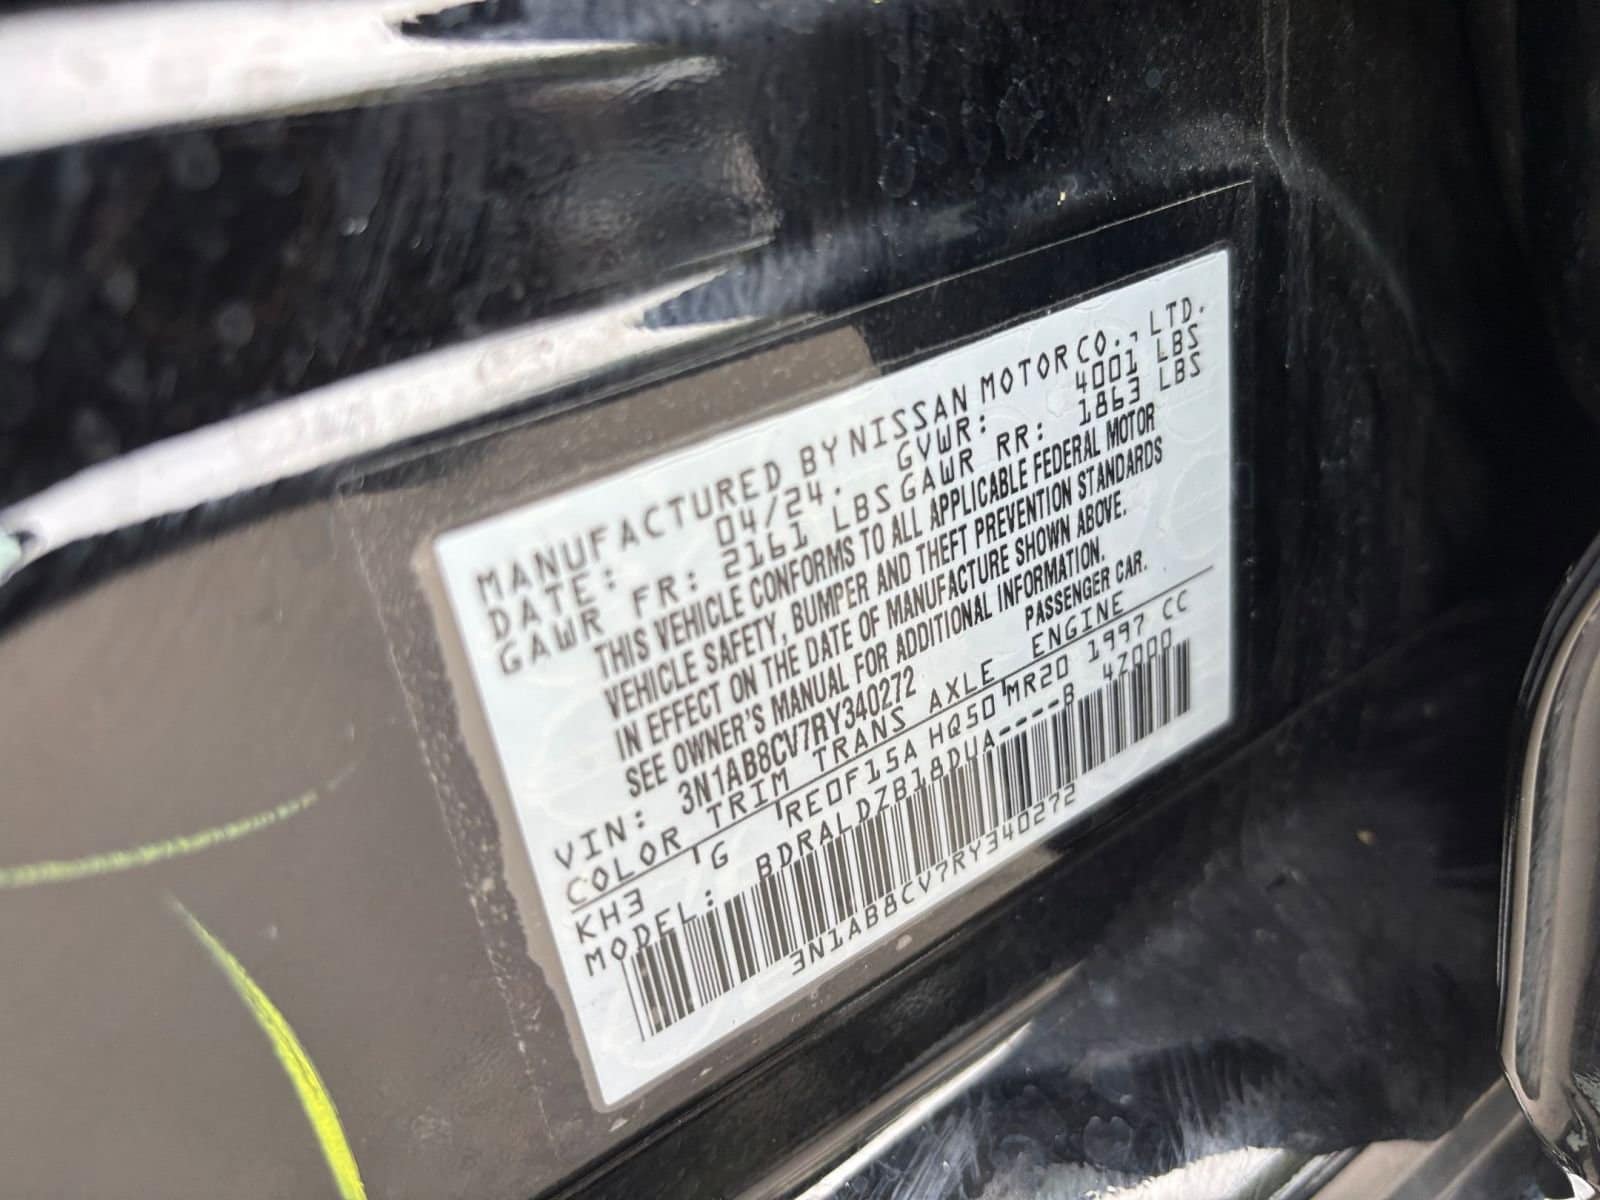 MANUFACTURED BY NISSAN MOTOR CO., LTD.
DATE: 04/24. GVWR: 4001 LBS
GAWR FR: 2161 LBS GAWR RR: 1863 LBS
THIS VEHICLE CONFORMS TO ALL APPLICABLE FEDERAL MOTOR
VEHICLE SAFETY, BUMPER AND THEFT PREVENTION STANDARDS
IN EFFECT ON THE DATE OF MANUFACTURE SHOWN ABOVE.
SEE OWNER'S MANUAL FOR ADDITIONAL INFORMATION.
VIN: 3N1AB8CV7RY340272 PASSENGER CAR.
COLOR TRIM TRANS AXLE ENGINE
KH3 G RE0F15A HQ50 MR20 1997 CC
MODEL: BDRALDZB18DUA----B 4Z000
3N1AB8CV7RY340272